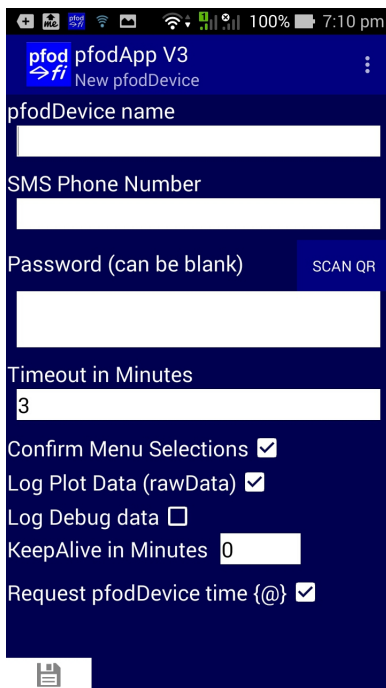 100% 7:10 pm
pfod pfodApp V3
fi New pfodDevice
pfodDevice name
SMS Phone Number
Password (can be blank) SCAN QR
Timeout in Minutes
3
Confirm Menu Selections
Log Plot Data (rawData)
Log Debug data
KeepAlive in Minutes 0
Request pfodDevice time {@}